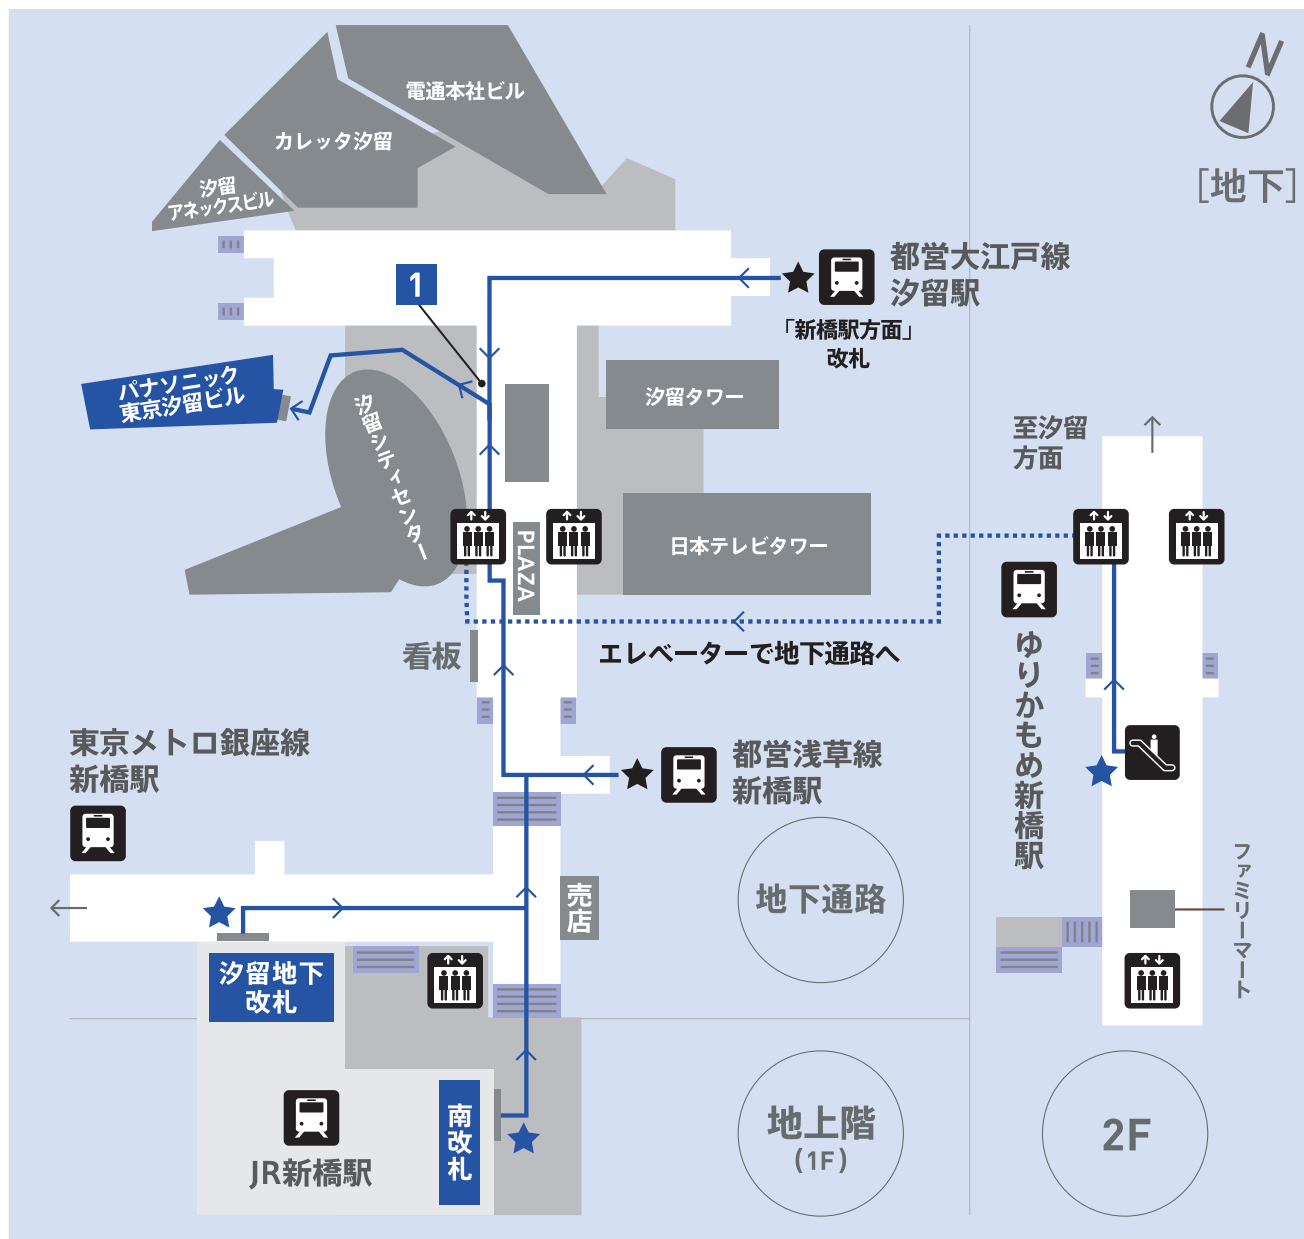 電通本社ビル
カレッタ汐留
汐留
アネックスビル
N
[地下]
1
都営大江戸線
汐留駅
「新橋駅方面」
改札
パナソニック
東京汐留ビル
汐留シティセンター
汐留タワー
至汐留
方面
日本テレビタワー
PLAZA
エレベーターで地下通路へ
看板
ゆりかもめ新橋駅
東京メトロ銀座線
新橋駅
都営浅草線
新橋駅
ファミリーマート
地下通路
売店
汐留地下
改札
南改札
JR新橋駅
地上階
(1F)
2F